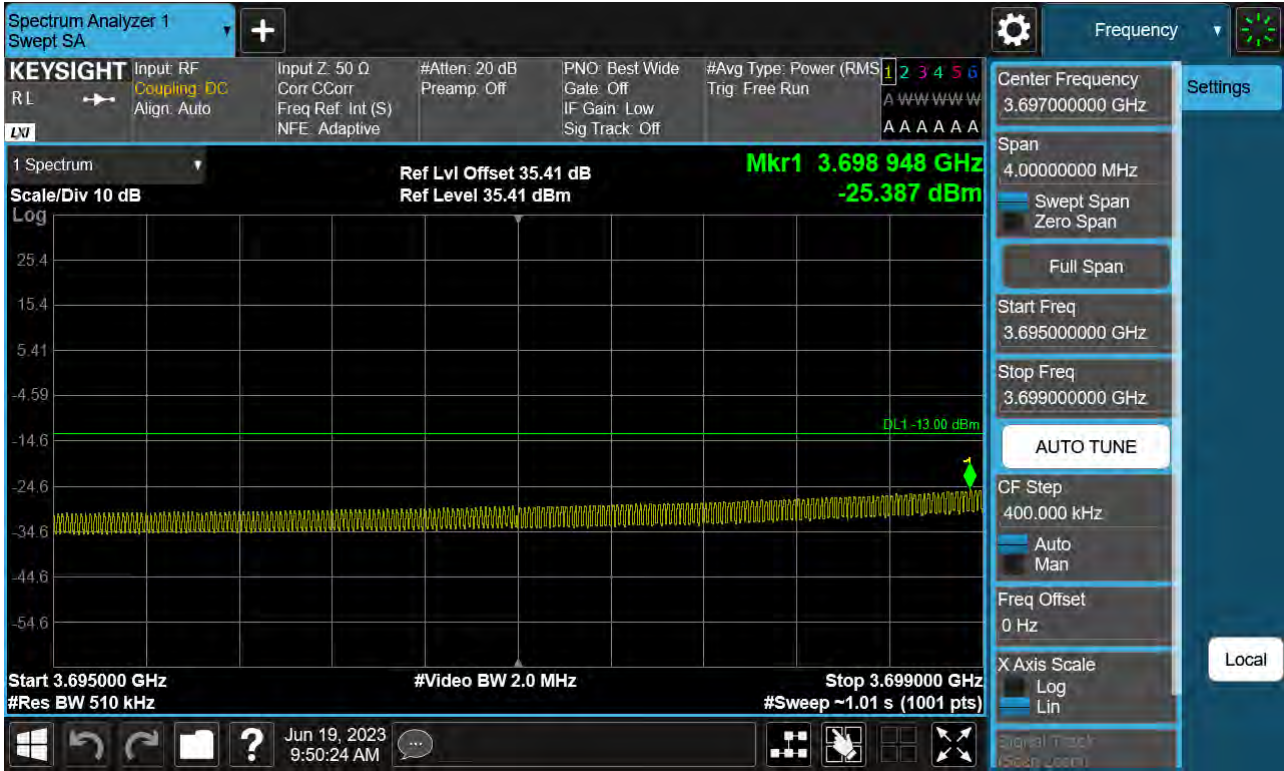 Spectrum Analyzer 1
Swept SA
Frequency
KEYSIGHT
RL
LXI
Input: RF
Coupling: DC
Align: Auto
Input Z: 50 Ω
Corr CCorr
Freq Ref: Int (S)
NFE: Adaptive
#Atten: 20 dB
Preamp: Off
PNO: Best Wide
Gate: Off
IF Gain: Low
Sig Track: Off
#Avg Type: Power (RMS
Trig: Free Run
1 2 3 4 5 6
A W W W W W
A A A A A A
1 Spectrum
Scale/Div 10 dB
Log
Ref Lvl Offset 35.41 dB
Ref Level 35.41 dBm
Mkr1 3.698 948 GHz
-25.387 dBm
25.4
15.4
5.41
-4.59
-14.6
-24.6
-34.6
-44.6
-54.6
DL1 -13.00 dBm
1
Start 3.695000 GHz
#Res BW 510 kHz
#Video BW 2.0 MHz
Stop 3.699000 GHz
#Sweep ~1.01 s (1001 pts)
Center Frequency
3.697000000 GHz
Span
4.00000000 MHz
Swept Span
Zero Span
Full Span
Start Freq
3.695000000 GHz
Stop Freq
3.699000000 GHz
AUTO TUNE
CF Step
400.000 kHz
Auto
Man
Freq Offset
0 Hz
X Axis Scale
Log
Lin
Signal Track
(Span Zoom)
Settings
Local
Jun 19, 2023
9:50:24 AM